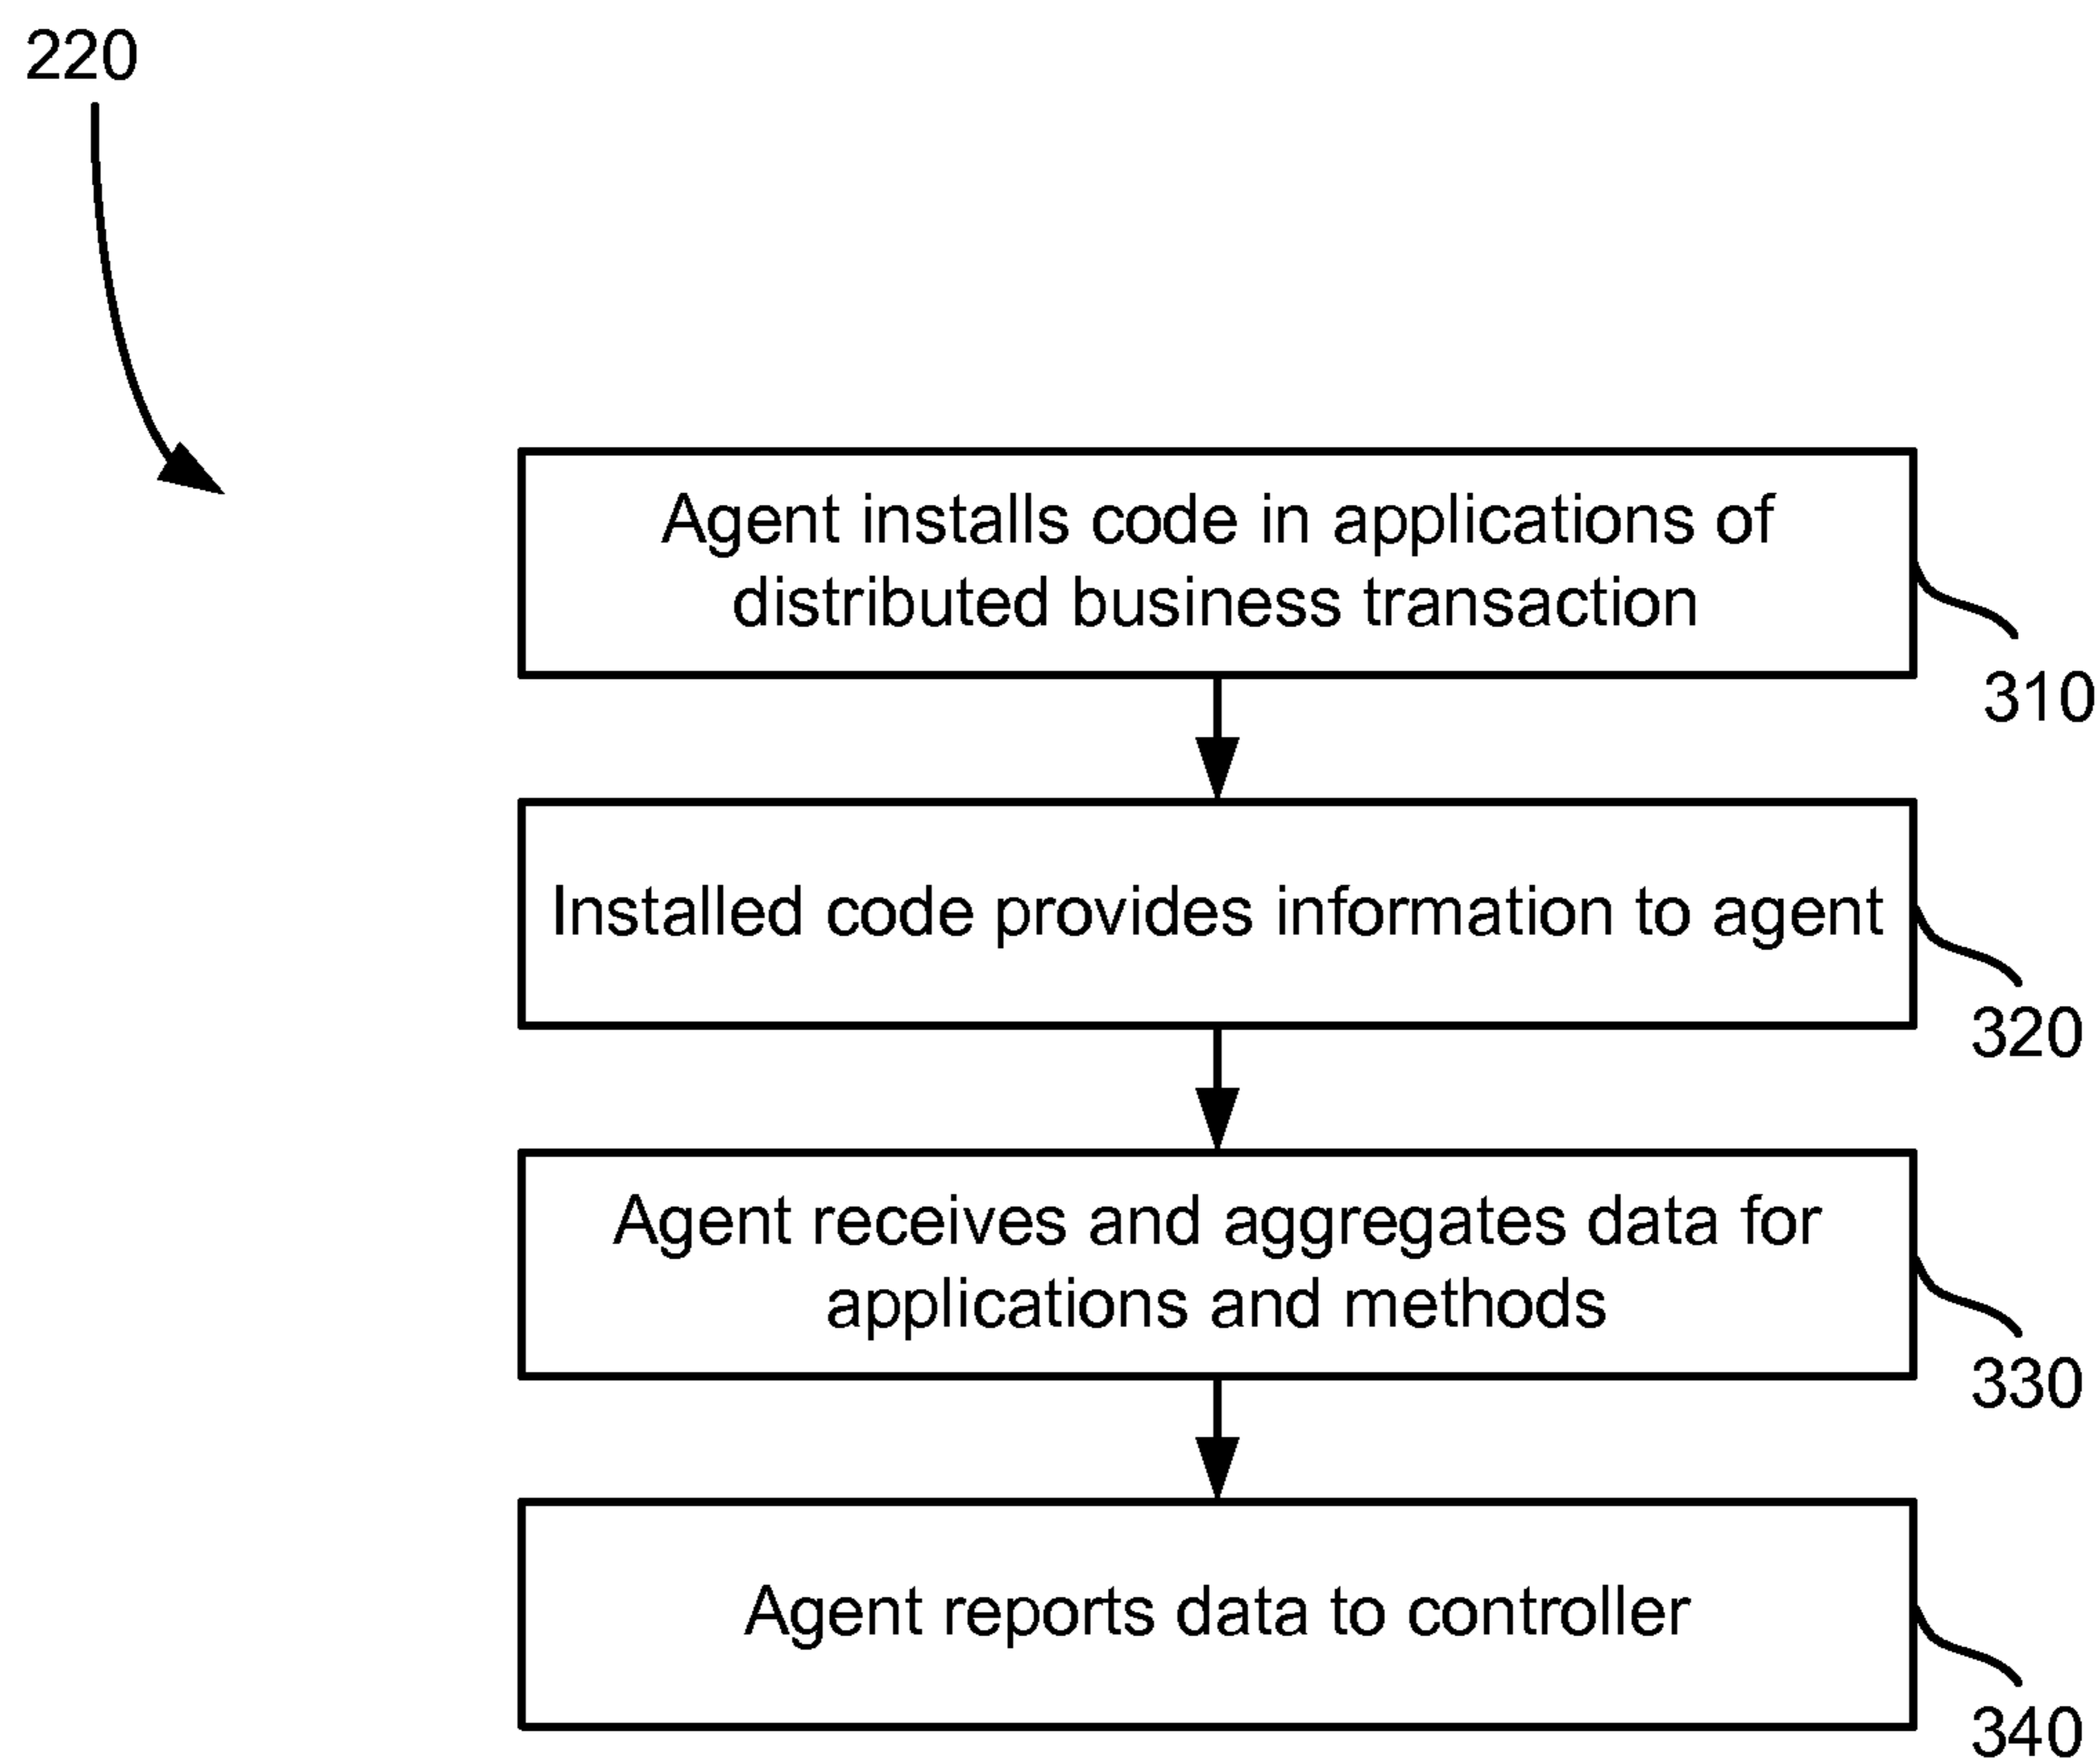 220
Agent installs code in applications of
distributed business transaction
310
Installed code provides information to agent
320
Agent receives and aggregates data for
applications and methods
330
Agent reports data to controller
340